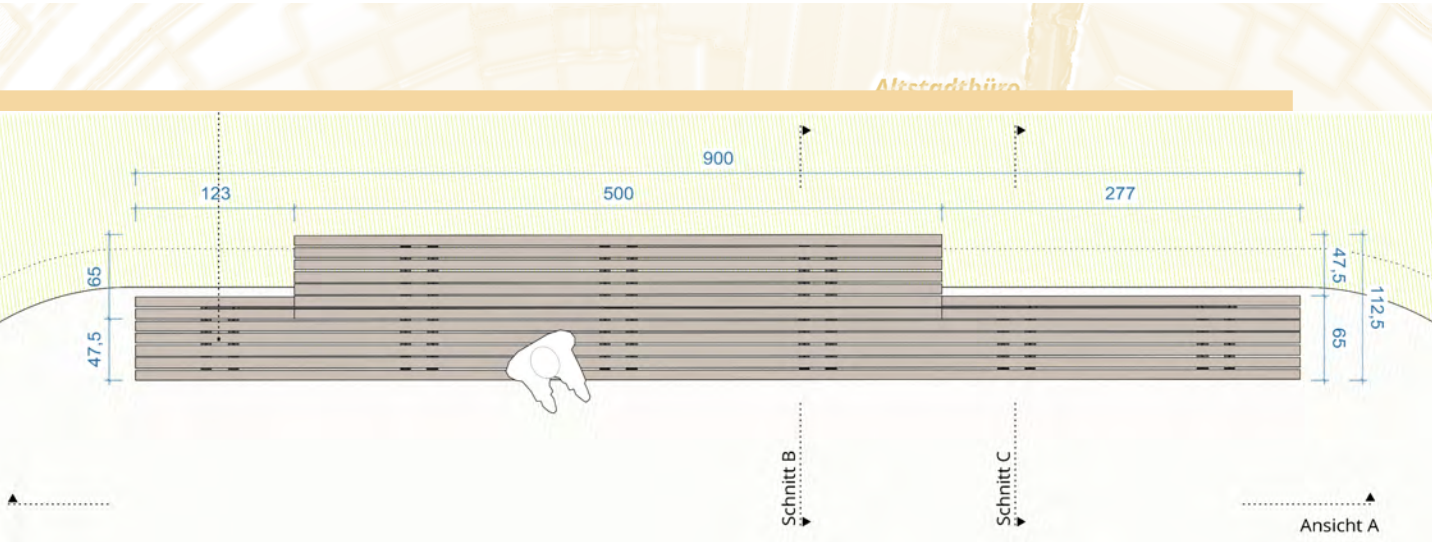 Altstadtbüro
900
123
500
277
65
47,5
47,5
65
112,5
Schnitt B
Schnitt C
Ansicht A